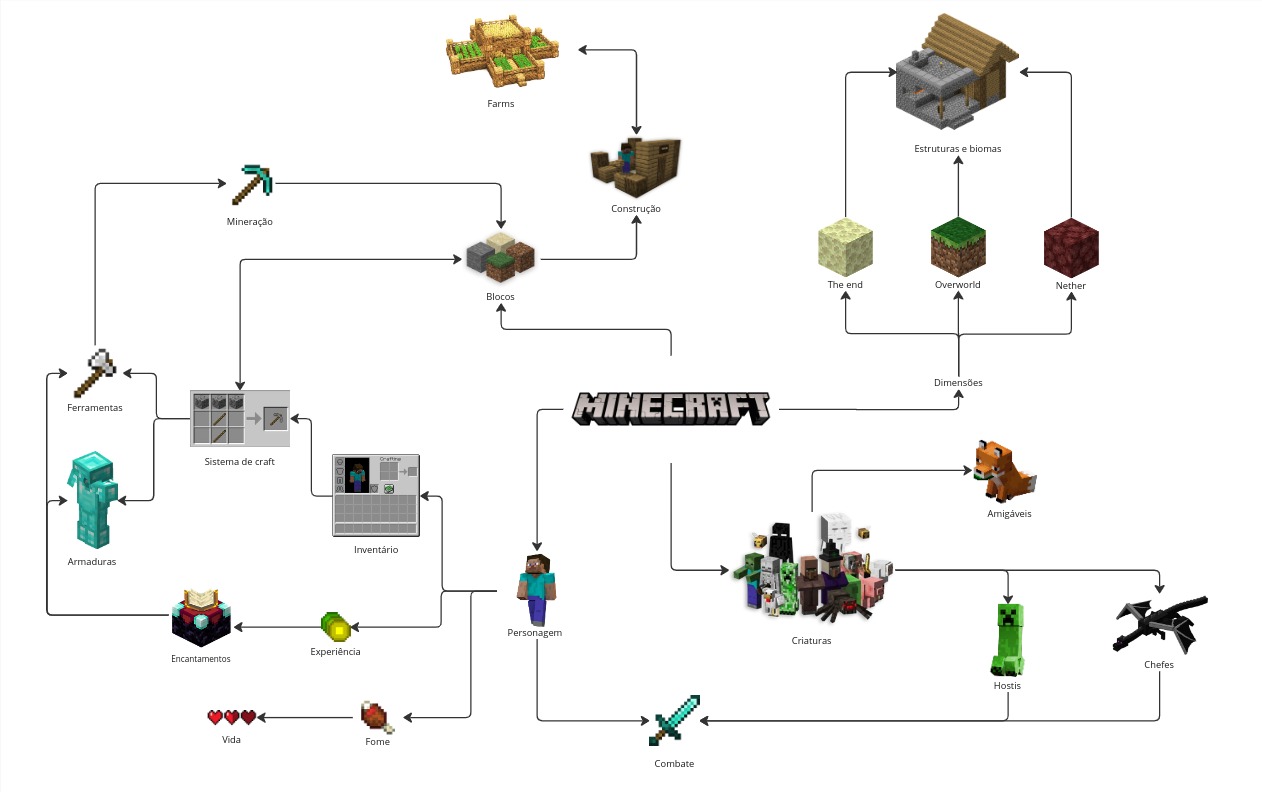 Farms
Estruturas e biomas
Construção
Mineração
The end
Overworld
Nether
Blocos
Dimensões
MINECRAFT
Ferramentas
Sistema de craft
Crafting
Amigáveis
Inventário
Armaduras
Personagem
Criaturas
Experiência
Encantamentos
Chefes
Hostis
Vida
Fome
Combate